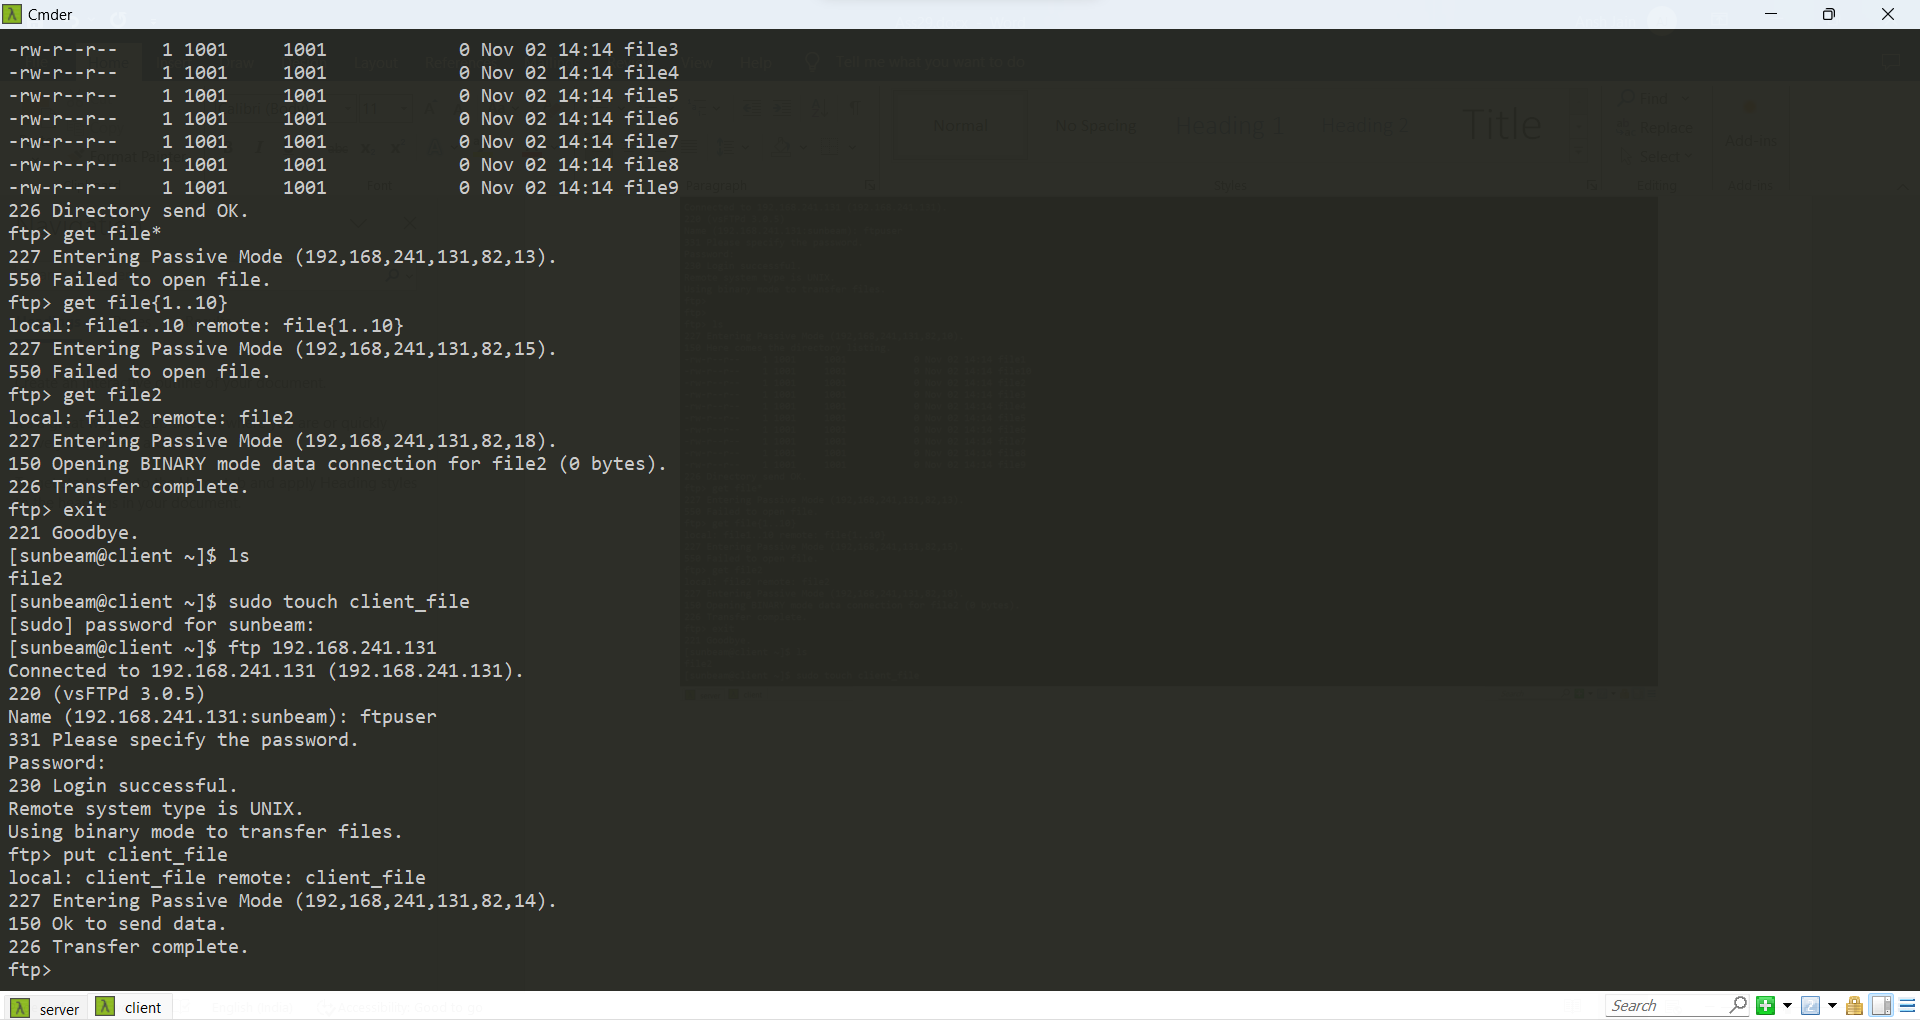 Cmder
-rw-r--r--    1 1001     1001            0 Nov 02 14:14 file3
-rw-r--r--    1 1001     1001            0 Nov 02 14:14 file4
-rw-r--r--    1 1001     1001            0 Nov 02 14:14 file5
-rw-r--r--    1 1001     1001            0 Nov 02 14:14 file6
-rw-r--r--    1 1001     1001            0 Nov 02 14:14 file7
-rw-r--r--    1 1001     1001            0 Nov 02 14:14 file8
-rw-r--r--    1 1001     1001            0 Nov 02 14:14 file9
226 Directory send OK.
ftp> get file*
227 Entering Passive Mode (192,168,241,131,82,13).
550 Failed to open file.
ftp> get file{1..10}
local: file1..10 remote: file{1..10}
227 Entering Passive Mode (192,168,241,131,82,15).
550 Failed to open file.
ftp> get file2
local: file2 remote: file2
227 Entering Passive Mode (192,168,241,131,82,18).
150 Opening BINARY mode data connection for file2 (0 bytes).
226 Transfer complete.
ftp> exit
221 Goodbye.
[sunbeam@client ~]$ ls
file2
[sunbeam@client ~]$ sudo touch client_file
[sudo] password for sunbeam:
[sunbeam@client ~]$ ftp 192.168.241.131
Connected to 192.168.241.131 (192.168.241.131).
220 (vsFTPd 3.0.5)
Name (192.168.241.131:sunbeam): ftpuser
331 Please specify the password.
Password:
230 Login successful.
Remote system type is UNIX.
Using binary mode to transfer files.
ftp> put client_file
local: client_file remote: client_file
227 Entering Passive Mode (192,168,241,131,82,14).
150 Ok to send data.
226 Transfer complete.
ftp>
Normal No Spacing Heading 1 Heading 2 Title
Find
Replace
Select
server client Search